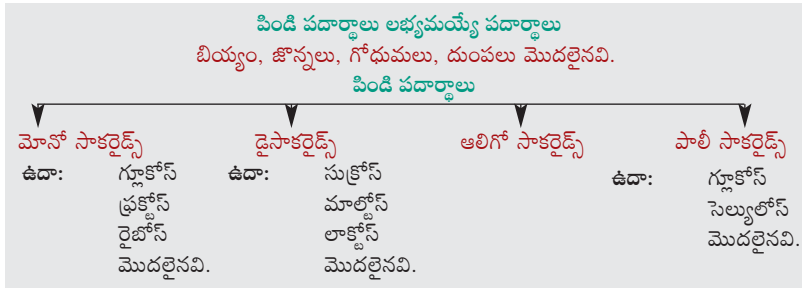 పిండి పదార్థాలు లభ్యమయ్యే పదార్థాలు
బియ్యం, జొన్నలు, గోధుమలు, దుంపలు మొదలైనవి.
పిండి పదార్థాలు
మోనో సాకరైడ్స్ డైసాకరైడ్స్ ఆలిగో సాకరైడ్స్ పాలీ సాకరైడ్స్
ఉదా: గ్లూకోస్ ఉదా: సుక్రోస్ ఉదా: గ్లూకోస్
ఫ్రక్టోస్ మాల్టోస్ సెల్యులోస్
రైబోస్ లాక్టోస్ మొదలైనవి.
మొదలైనవి. మొదలైనవి.